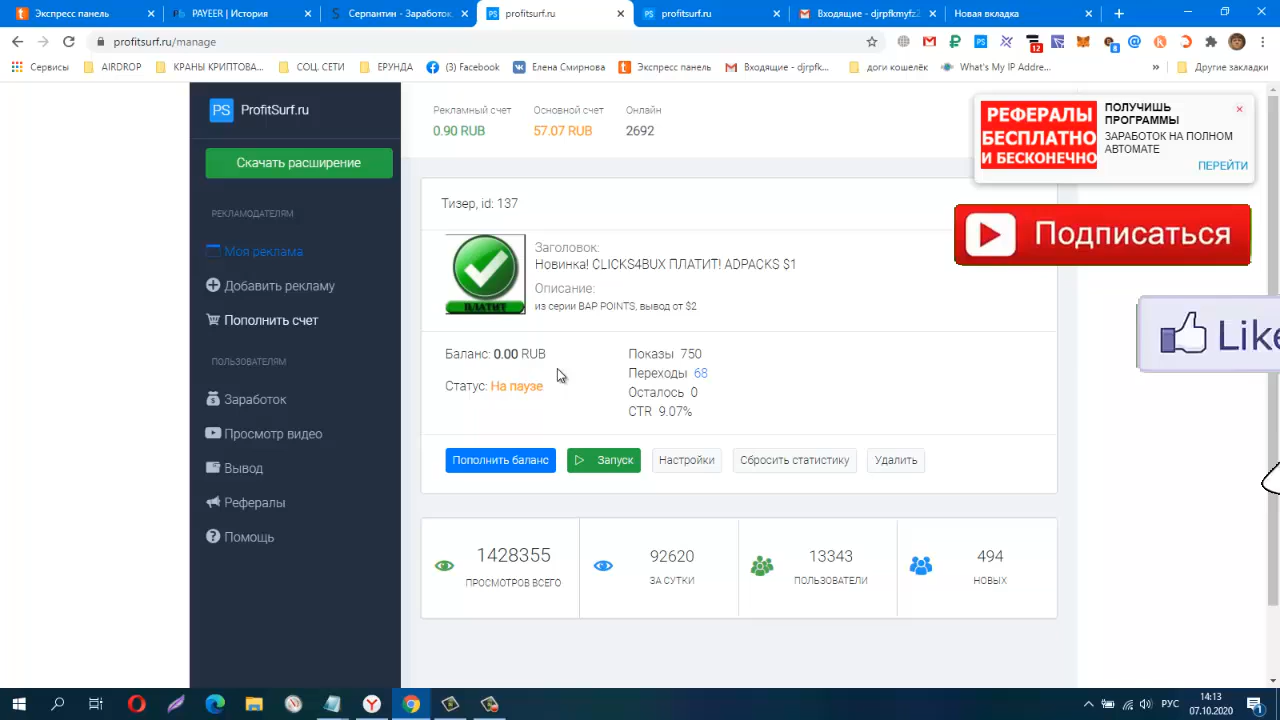 Экспресс панель
PAYEER | История
Серпантин - Заработок
profitsurf.ru
profitsurf.ru
Входящие - djrpfkmyfz2
Новая вкладка
profitsurf.ru/manage
Сервисы
AIRDROP
КРАНЫ КРИПТОВА...
СОЦ. СЕТИ
ЕРУНДА
(3) Facebook
Елена Смирнова
Экспресс панель
Входящие - djrpfk...
доги кошелёк
What's My IP Addre...
»
Другие закладки
PS ProfitSurf.ru
Скачать расширение
РЕКЛАМОДАТЕЛЯМ
Моя реклама
Добавить рекламу
Пополнить счет
ПОЛЬЗОВАТЕЛЯМ
Заработок
Просмотр видео
Вывод
Рефералы
Помощь
Рекламный счет
0.90 RUB
Основной счет
57.07 RUB
Онлайн
2692
РЕФЕРАЛЫ
БЕСПЛАТНО
И БЕСКОНЕЧНО
ПОЛУЧИШЬ
ПРОГРАММЫ
ЗАРАБОТОК НА ПОЛНОМ
АВТОМАТЕ
ПЕРЕЙТИ
Подписаться
Like
Тизер, id: 137
ПЛАТИТ
Заголовок:
Новинка! CLICKS4BUX ПЛАТИТ! ADPACKS $1
Описание:
из серии BAP POINTS, вывод от $2
Баланс: 0.00 RUB
Статус: На паузе
Показы 750
Переходы 68
Осталось 0
CTR 9.07%
Пополнить баланс
Запуск
Настройки
Сбросить статистику
Удалить
1428355
ПРОСМОТРОВ ВСЕГО
92620
ЗА СУТКИ
13343
ПОЛЬЗОВАТЕЛИ
494
НОВЫХ
РУС
14:13
07.10.2020